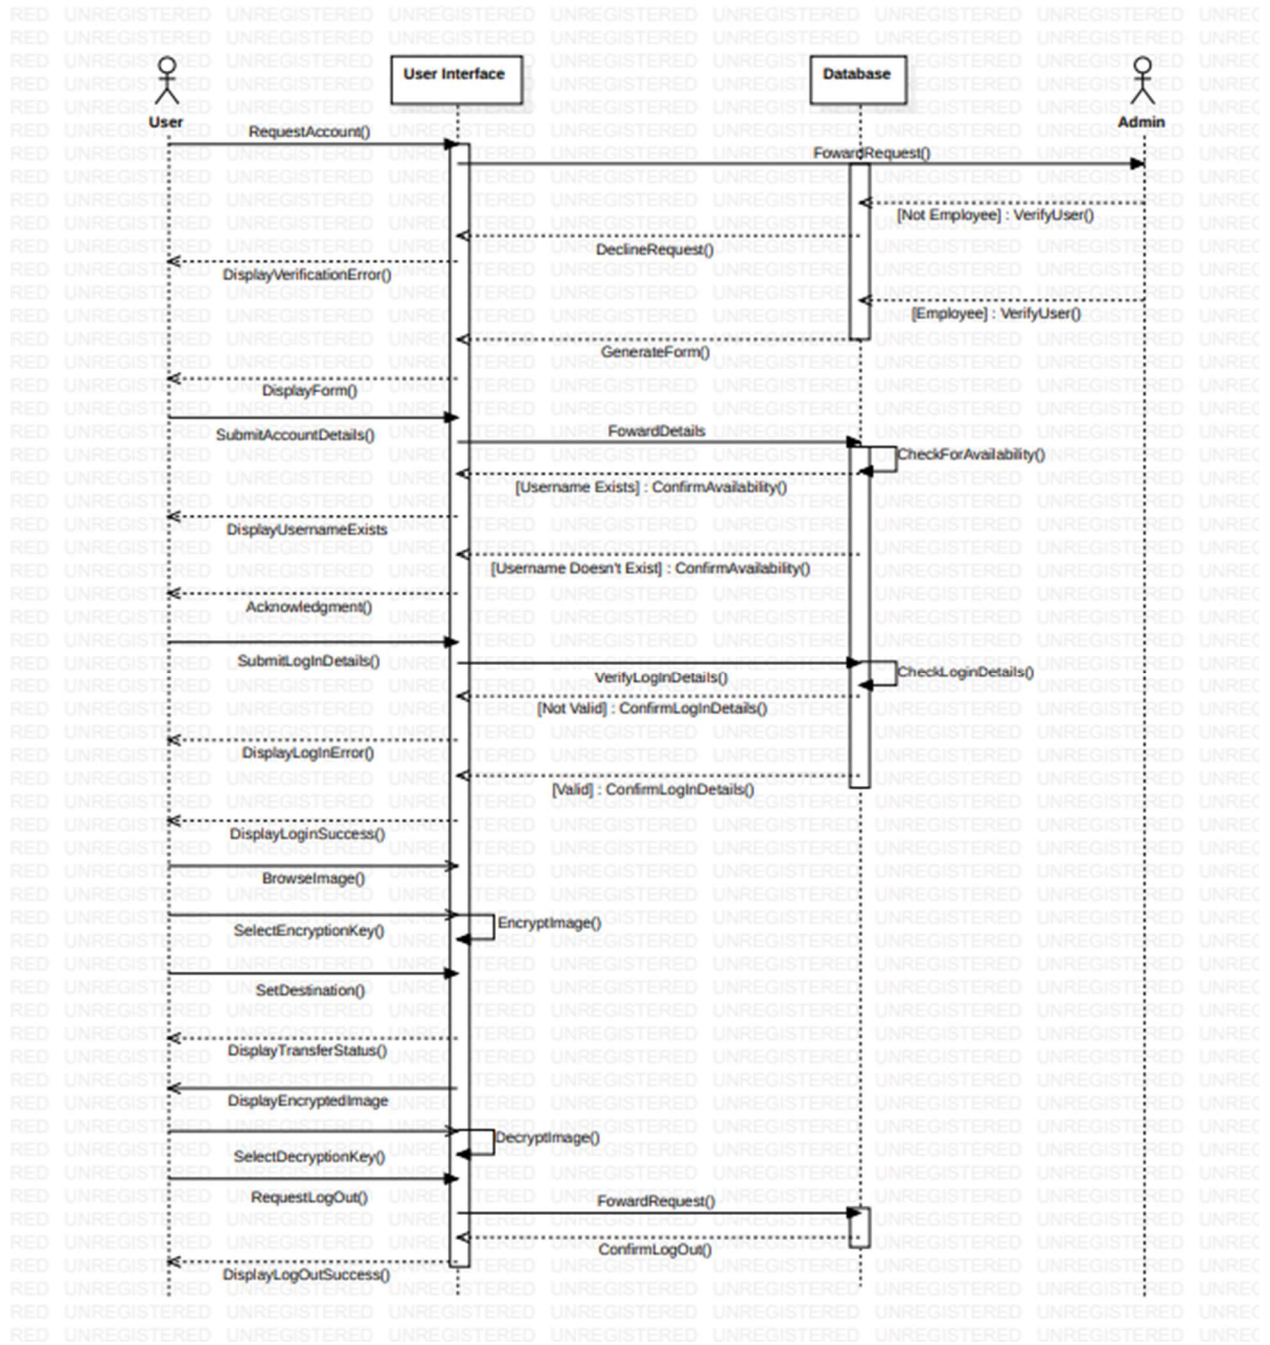 User
User Interface
Database
Admin
RequestAccount()
FowardRequest()
[Not Employee] : VerifyUser()
DeclineRequest()
DisplayVerificationError()
[Employee] : VerifyUser()
GenerateForm()
DisplayForm()
SubmitAccountDetails()
FowardDetails
CheckForAvailability()
[Username Exists] : ConfirmAvailability()
DisplayUsernameExists
[Username Doesn't Exist] : ConfirmAvailability()
Acknowledgment()
SubmitLogInDetails()
VerifyLogInDetails()
CheckLoginDetails()
[Not Valid] : ConfirmLogInDetails()
DisplayLogInError()
[Valid] : ConfirmLogInDetails()
DisplayLoginSuccess()
BrowseImage()
EncryptImage()
SelectEncryptionKey()
SetDestination()
DisplayTransferStatus()
DisplayEncryptedImage
DecryptImage()
SelectDecryptionKey()
RequestLogOut()
FowardRequest()
ConfirmLogOut()
DisplayLogOutSuccess()